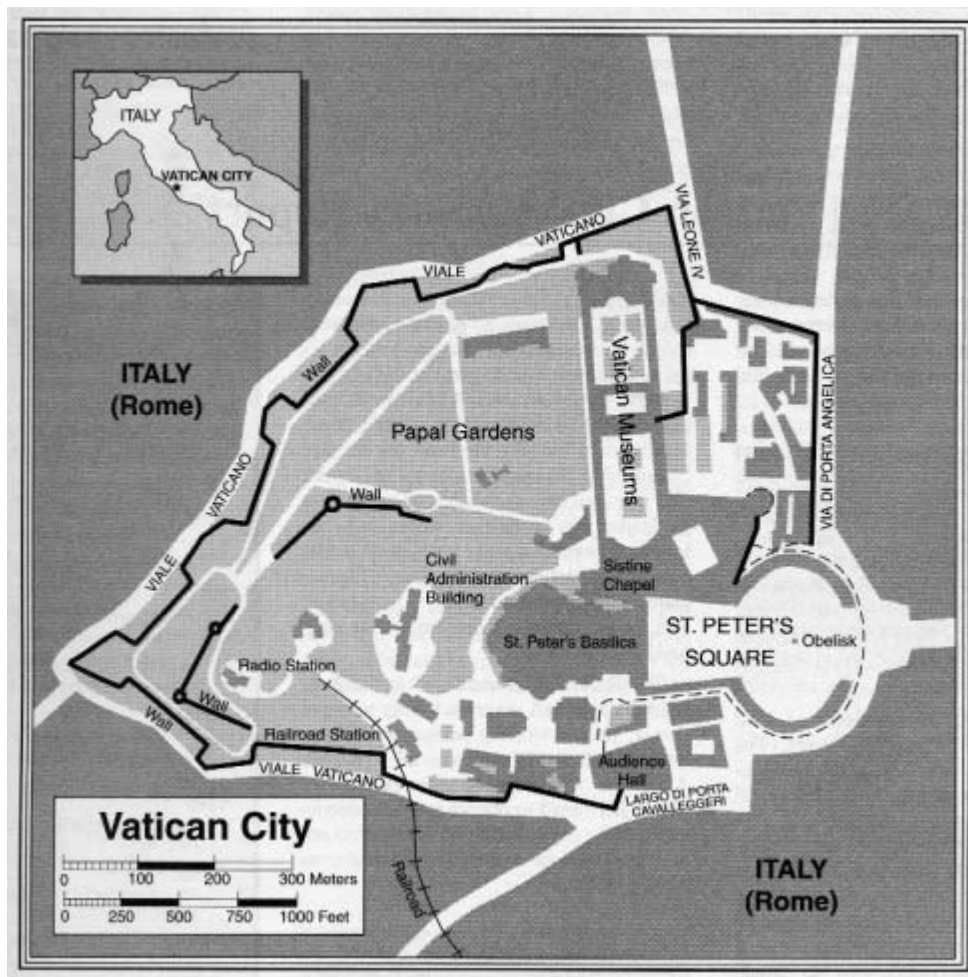 ITALY
VATICAN CITY
VIALE
VATICANO
VIA LEONE IV
Wall
ITALY
(Rome)
Vatican Museums
Papal Gardens
VIA DI PORTA ANGELICA
VIALE
VATICANO
Wall
Civil
Administration
Building
Sistine
Chapel
St. Peter's Basilica
ST. PETER'S
SQUARE
Obelisk
Radio Station
Wall
Wall
Railroad Station
VIALE VATICANO
Audience
Hall
LARGO DI PORTA
CAVALLEGGERI
Vatican City
0 100 200 300 Meters
0 250 500 750 1000 Feet
Railroad
ITALY
(Rome)